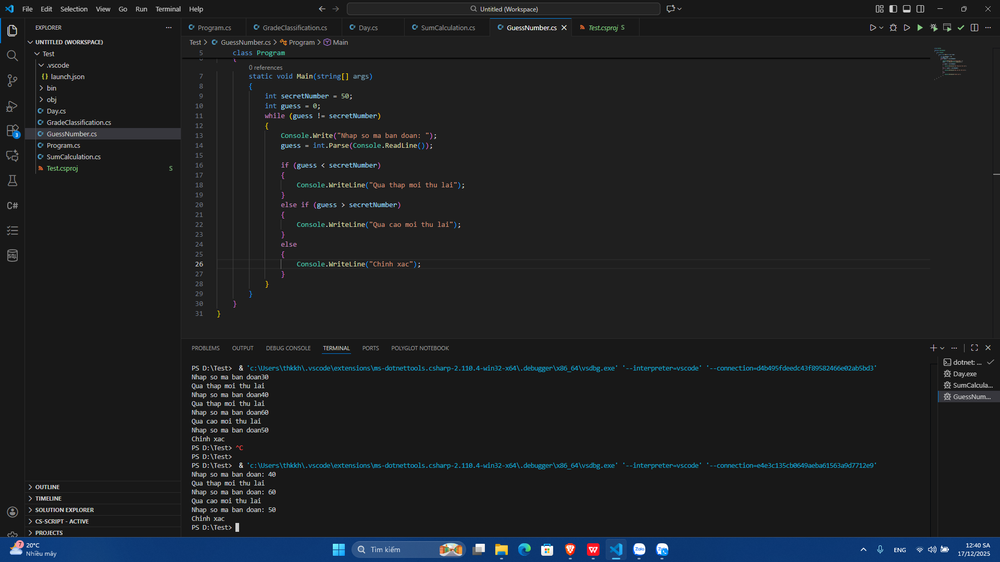 File Edit Selection View Go Run Terminal Help
Untitled (Workspace)
EXPLORER
UNTITLED (WORKSPACE)
Test
.vscode
launch.json
bin
obj
Day.cs
GradeClassification.cs
GuessNumber.cs
Program.cs
SumCalculation.cs
Test.csproj S
OUTLINE
TIMELINE
SOLUTION EXPLORER
CS-SCRIPT - ACTIVE
PROJECTS
3
C#
SQL
Program.cs GradeClassification.cs Day.cs SumCalculation.cs GuessNumber.cs Test.csproj S
Test > GuessNumber.cs > Program > Main
5 class Program
6 {
0 references
7 static void Main(string[] args)
8 {
9 int secretNumber = 50;
10 int guess = 0;
11 while (guess != secretNumber)
12 {
13 Console.Write("Nhap so ma ban doan: ");
14 guess = int.Parse(Console.ReadLine());
15
16 if (guess < secretNumber)
17 {
18 Console.WriteLine("Qua thap moi thu lai");
19 }
20 else if (guess > secretNumber)
21 {
22 Console.WriteLine("Qua cao moi thu lai");
23 }
24 else
25 {
26 Console.WriteLine("Chinh xac");
27 }
28 }
29 }
30 }
31 }
PROBLEMS OUTPUT DEBUG CONSOLE TERMINAL PORTS POLYGLOT NOTEBOOK
PS D:\Test> & 'c:\Users\thkkh\.vscode\extensions\ms-dotnettools.csharp-2.110.4-win32-x64\.debugger\x86_64\vsdbg.exe' '--interpreter=vscode' '--connection=d4b495fdeedc43f89582466e02ab5bd3'
Nhap so ma ban doan30
Qua thap moi thu lai
Nhap so ma ban doan40
Qua thap moi thu lai
Nhap so ma ban doan60
Qua cao moi thu lai
Nhap so ma ban doan50
Chinh xac
PS D:\Test> ^C
PS D:\Test>
PS D:\Test> & 'c:\Users\thkkh\.vscode\extensions\ms-dotnettools.csharp-2.110.4-win32-x64\.debugger\x86_64\vsdbg.exe' '--interpreter=vscode' '--connection=e4e3c135cb0649aeba61563a9d7712e9'
Nhap so ma ban doan: 40
Qua thap moi thu lai
Nhap so ma ban doan: 60
Qua cao moi thu lai
Nhap so ma ban doan: 50
Chinh xac
PS D:\Test>
dotnet: ...
Day.exe
SumCalcula...
GuessNum...
7
20°C
Nhiều mây
Tìm kiếm
Zalo
ENG
12:40 SA
17/12/2025